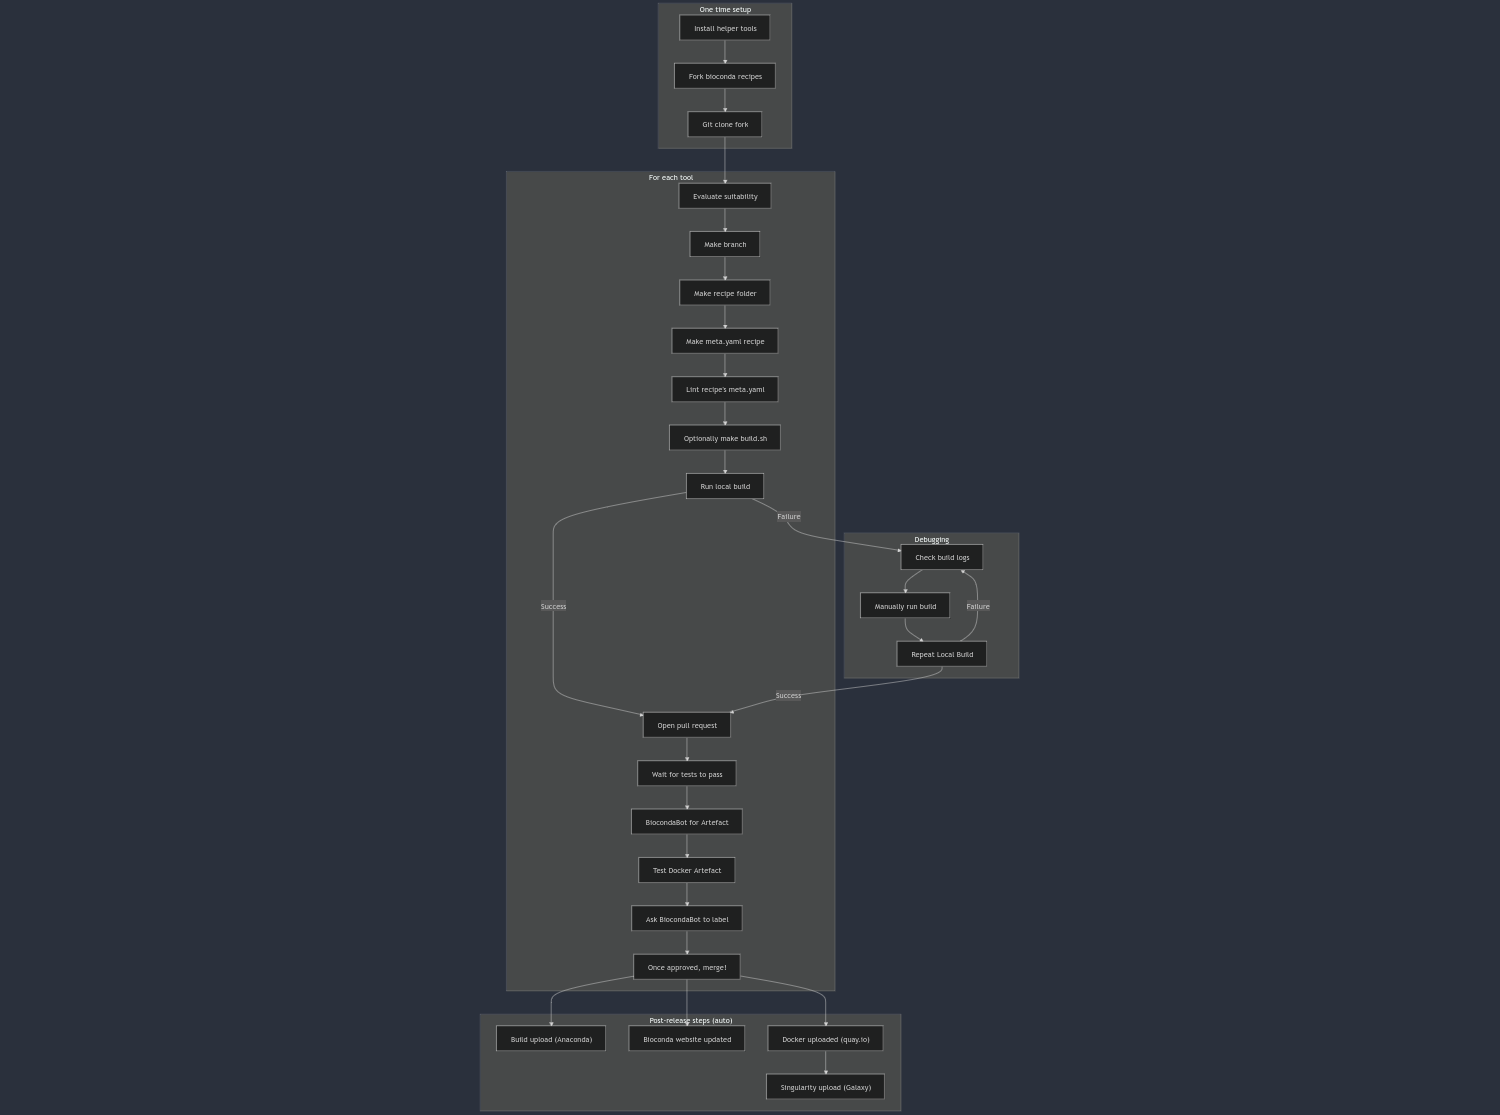 One time setup
Install helper tools
Fork bioconda recipes
Git clone fork
For each tool
Evaluate suitability
Make branch
Make recipe folder
Make meta.yaml recipe
Lint recipe's meta.yaml
Optionally make build.sh
Run local build
Failure
Debugging
Check build logs
Success
Manually run build
Failure
Repeat Local Build
Success
Open pull request
Wait for tests to pass
BiocondaBot for Artefact
Test Docker Artefact
Ask BiocondaBot to label
Once approved, merge!
Post-release steps (auto)
Build upload (Anaconda)
Bioconda website updated
Docker uploaded (quay.io)
Singularity upload (Galaxy)